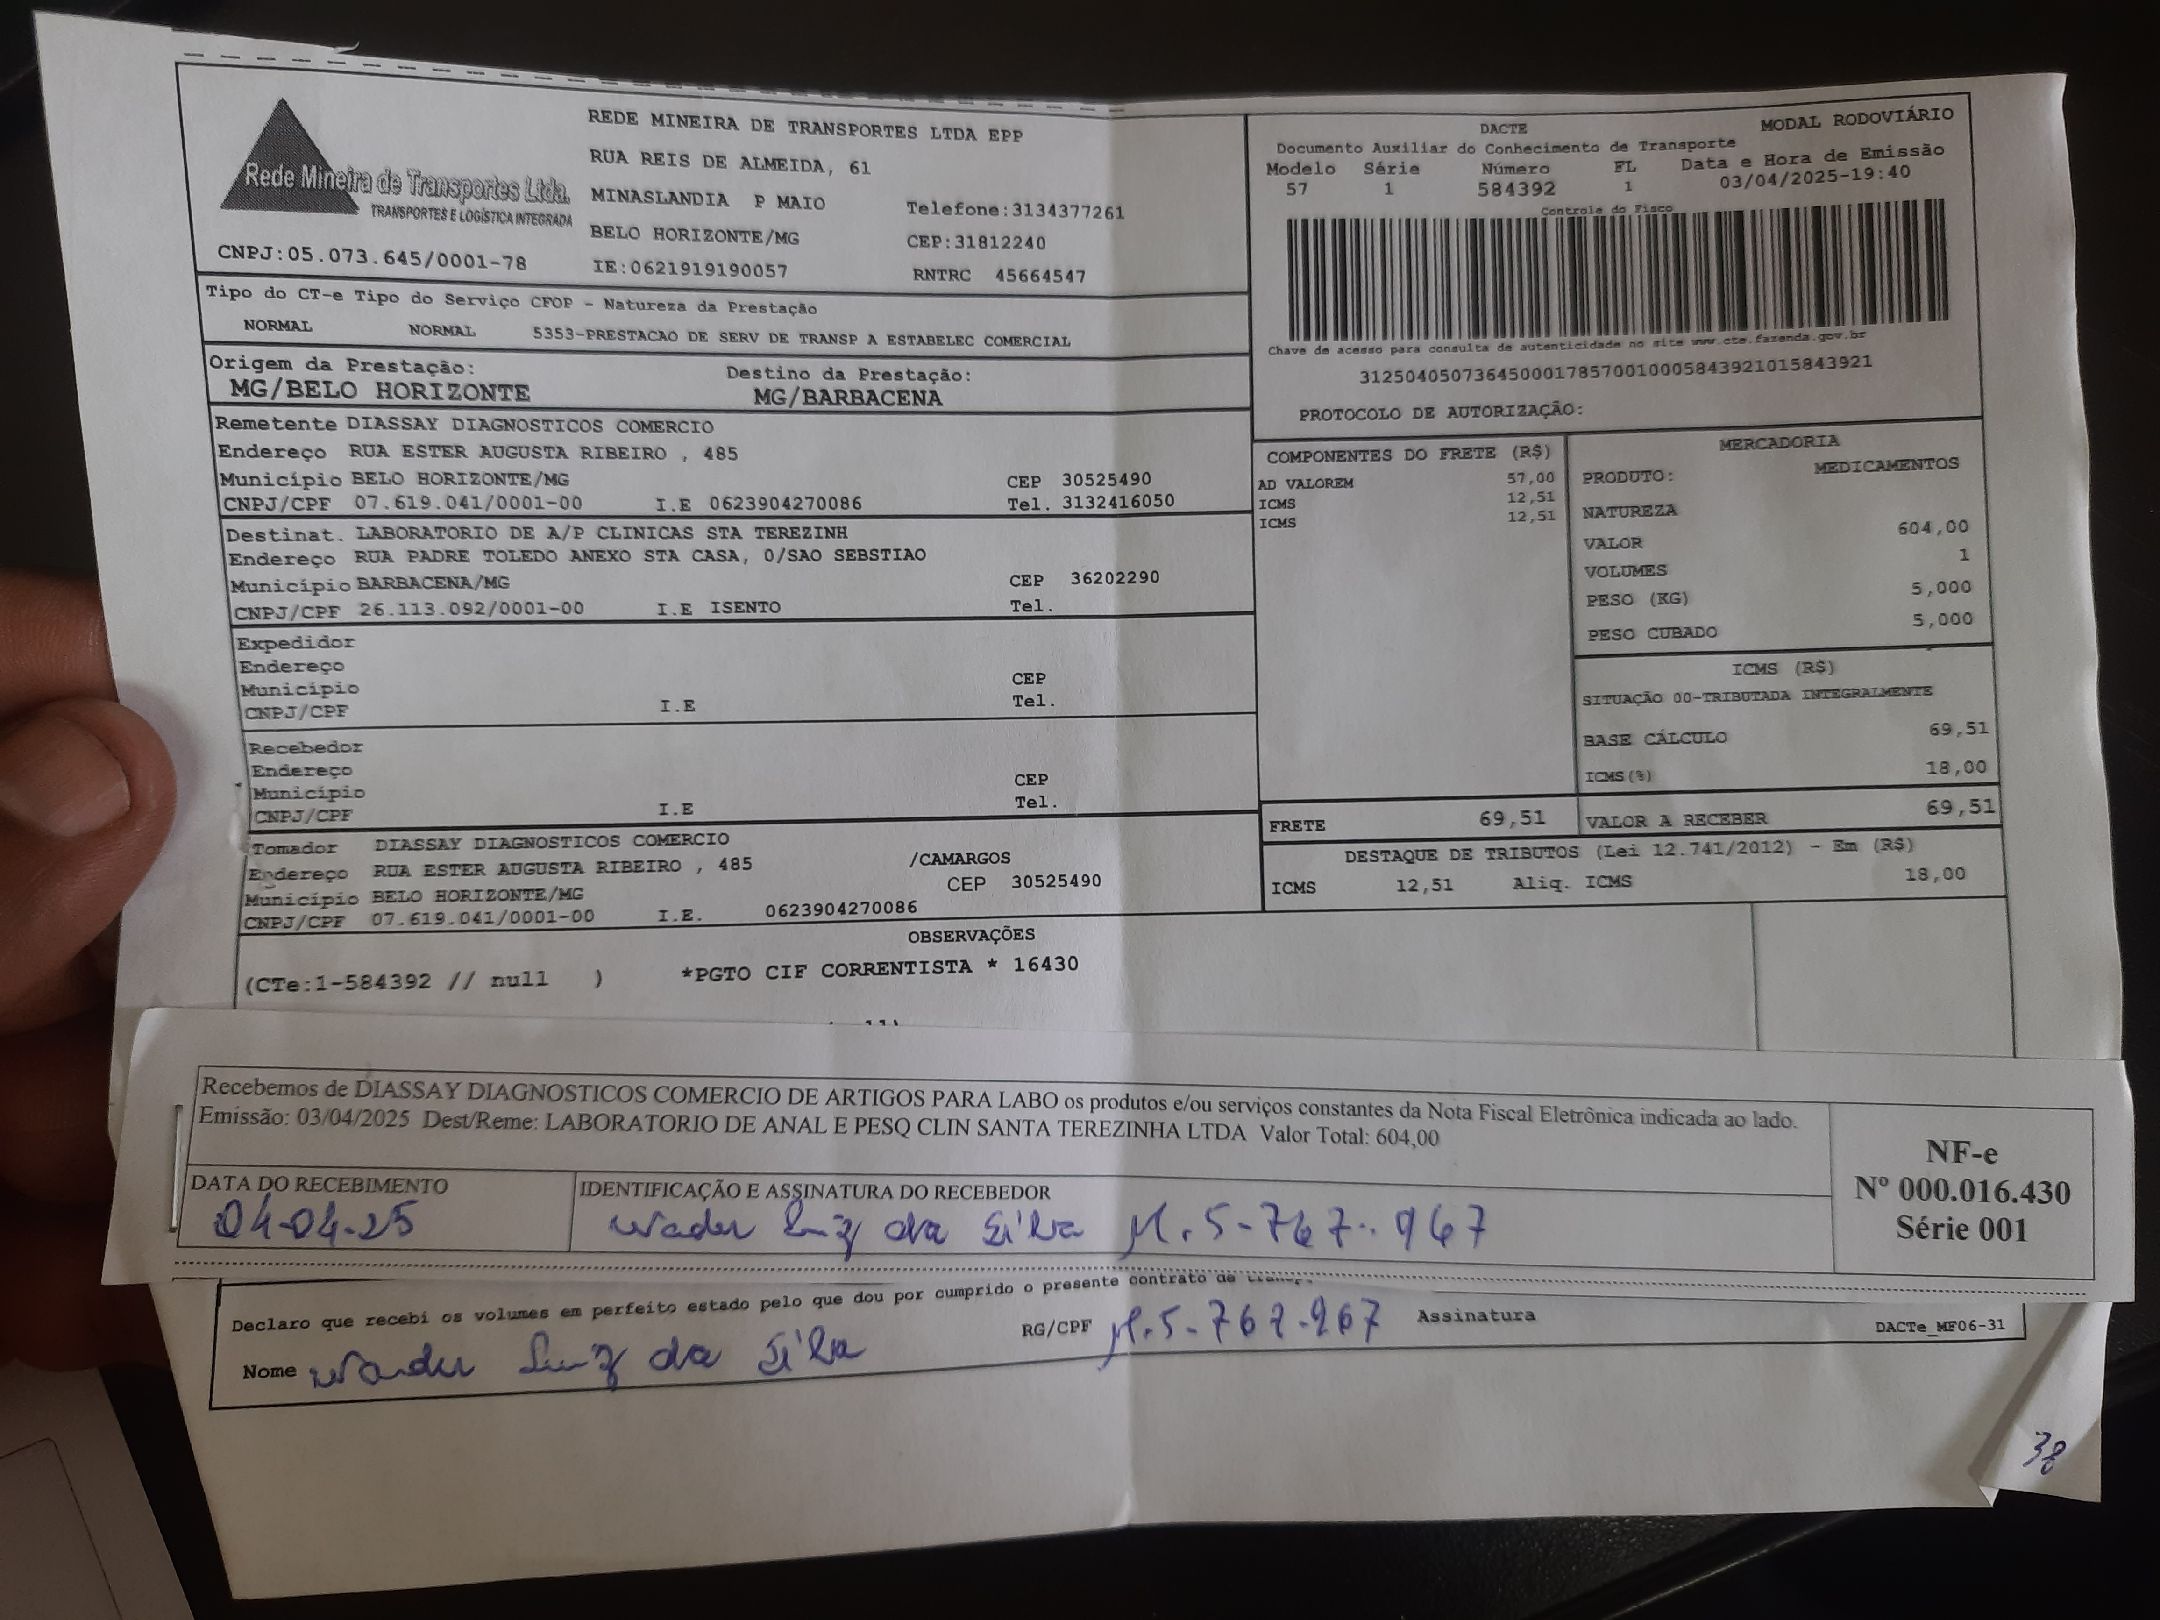 Rede Mineira de Transportes Ltda.
TRANSPORTES E LOGÍSTICA INTEGRADA
CNPJ:05.073.645/0001-78
REDE MINEIRA DE TRANSPORTES LTDA EPP
RUA REIS DE ALMEIDA, 61
MINASLANDIA P MAIO Telefone:3134377261
BELO HORIZONTE/MG CEP:31812240
IE:0621919190057 RNTRC 45664547
DACTE MODAL RODOVIÁRIO
Documento Auxiliar do Conhecimento de Transporte
Modelo Série Número FL Data e Hora de Emissão
57 1 584392 1 03/04/2025-19:40
Controle do Fisco
Chave de acesso para consulta de autenticidade no site www.cte.fazenda.gov.br
31250405073645000178570010005843921015843921
PROTOCOLO DE AUTORIZAÇÃO:
Tipo do CT-e Tipo do Serviço CFOP - Natureza da Prestação
NORMAL NORMAL 5353-PRESTACAO DE SERV DE TRANSP A ESTABELEC COMERCIAL
Origem da Prestação: Destino da Prestação:
MG/BELO HORIZONTE MG/BARBACENA
Remetente DIASSAY DIAGNOSTICOS COMERCIO
Endereço RUA ESTER AUGUSTA RIBEIRO , 485
Município BELO HORIZONTE/MG CEP 30525490
CNPJ/CPF 07.619.041/0001-00 I.E 0623904270086 Tel. 3132416050
Destinat. LABORATORIO DE A/P CLINICAS STA TEREZINH
Endereço RUA PADRE TOLEDO ANEXO STA CASA, 0/SAO SEBSTIAO
Município BARBACENA/MG CEP 36202290
CNPJ/CPF 26.113.092/0001-00 I.E ISENTO Tel.
Expedidor
Endereço
Município CEP
CNPJ/CPF I.E Tel.
Recebedor
Endereço
Município CEP
CNPJ/CPF I.E Tel.
Tomador DIASSAY DIAGNOSTICOS COMERCIO
Endereço RUA ESTER AUGUSTA RIBEIRO , 485 /CAMARGOS
Município BELO HORIZONTE/MG CEP 30525490
CNPJ/CPF 07.619.041/0001-00 I.E. 0623904270086
COMPONENTES DO FRETE (R$)
AD VALOREM 57,00
ICMS 12,51
ICMS 12,51
MERCADORIA
PRODUTO: MEDICAMENTOS
NATUREZA
VALOR 604,00
VOLUMES 1
PESO (KG) 5,000
PESO CUBADO 5,000
ICMS (R$)
SITUAÇÃO 00-TRIBUTADA INTEGRALMENTE
BASE CÁLCULO 69,51
ICMS(%) 18,00
FRETE 69,51 VALOR A RECEBER 69,51
DESTAQUE DE TRIBUTOS (Lei 12.741/2012) - Em (R$)
ICMS 12,51 Aliq. ICMS 18,00
OBSERVAÇÕES
(CTe:1-584392 // null ) *PGTO CIF CORRENTISTA * 16430
Recebemos de DIASSAY DIAGNOSTICOS COMERCIO DE ARTIGOS PARA LABO os produtos e/ou serviços constantes da Nota Fiscal Eletrônica indicada ao lado.
Emissão: 03/04/2025 Dest/Reme: LABORATORIO DE ANAL E PESQ CLIN SANTA TEREZINHA LTDA Valor Total: 604,00
DATA DO RECEBIMENTO IDENTIFICAÇÃO E ASSINATURA DO RECEBEDOR
04-04-25 Wader Luiz da Silva M.5-767-967
NF-e
Nº 000.016.430
Série 001
Declaro que recebi os volumes em perfeito estado pelo que dou por cumprido o presente contrato de
Nome Wander Luiz da Silva RG/CPF M.5-767-967 Assinatura
DACTe_MF06-31
38